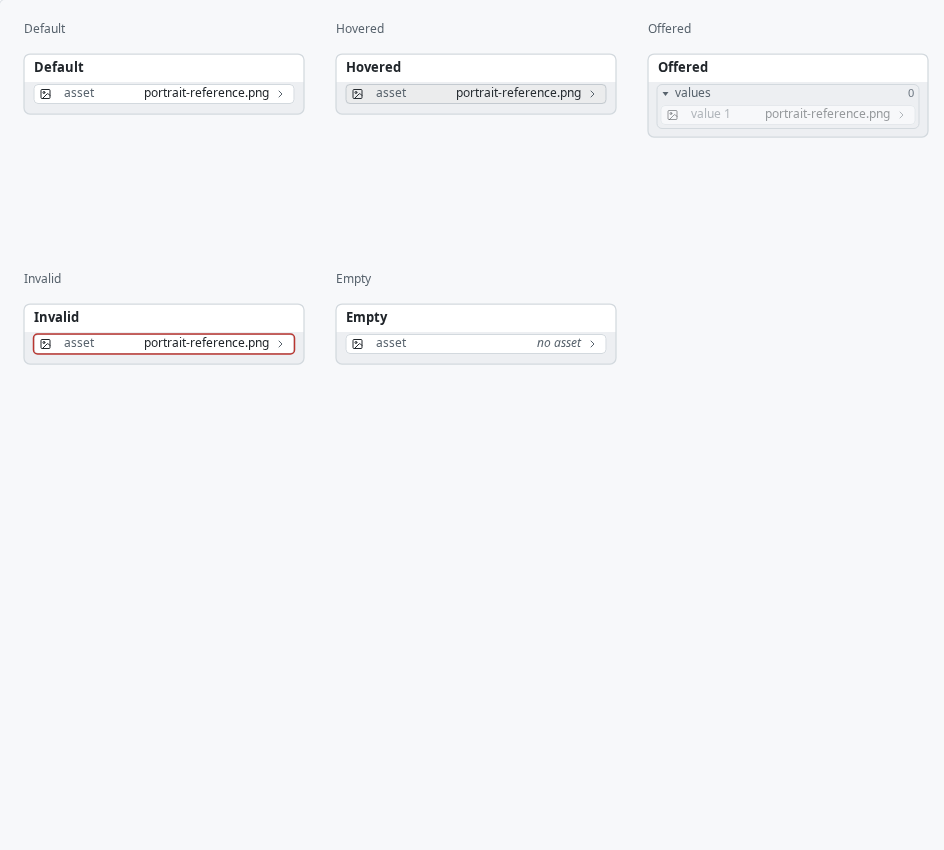 Default
Hovered
Offered
Default
Hovered
Offered
asset portrait-reference.png
asset portrait-reference.png
values 0
value 1 portrait-reference.png
Invalid
Empty
Invalid
Empty
asset portrait-reference.png
asset no asset